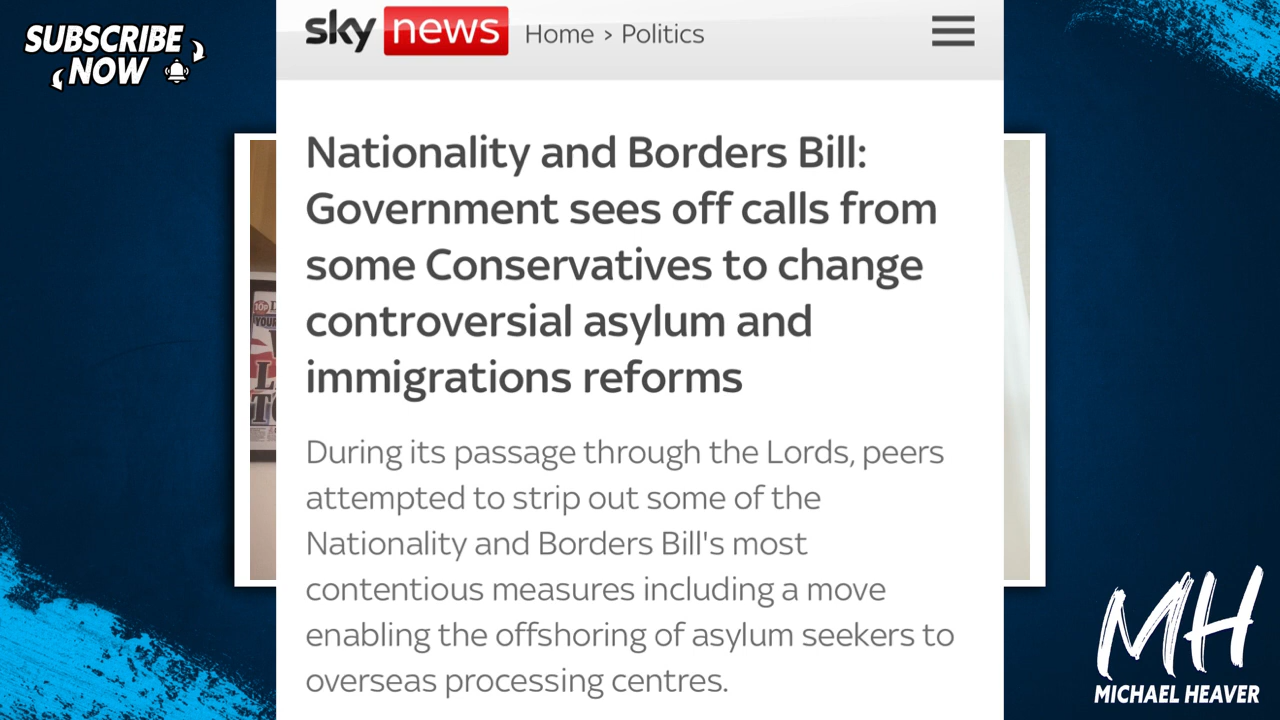 SUBSCRIBE
NOW
sky news Home > Politics
Nationality and Borders Bill:
Government sees off calls from
some Conservatives to change
controversial asylum and
immigrations reforms
During its passage through the Lords, peers
attempted to strip out some of the
Nationality and Borders Bill's most
contentious measures including a move
enabling the offshoring of asylum seekers to
overseas processing centres.
10p
MH
MICHAEL HEAVER